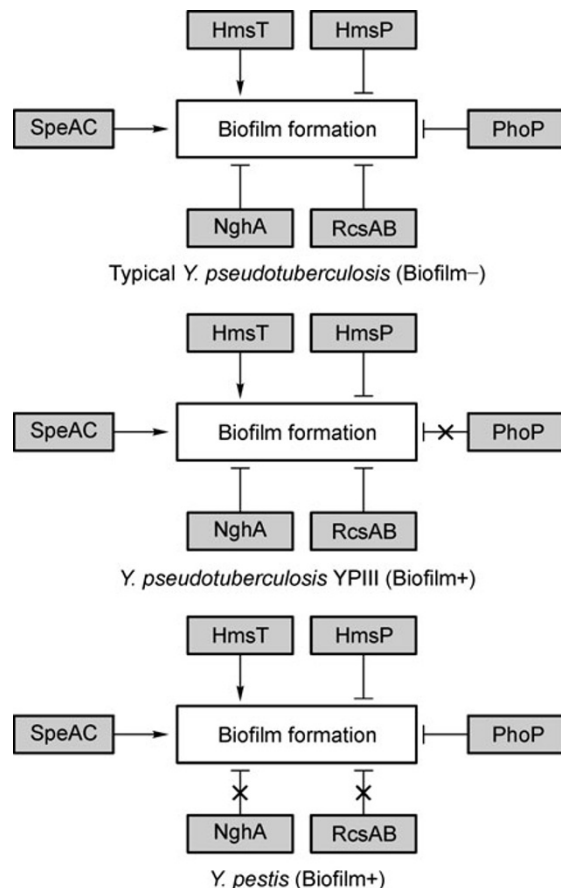 HmsT HmsP
SpeAC Biofilm formation PhoP
NghA RcsAB
Typical Y. pseudotuberculosis (Biofilm−)
HmsT HmsP
SpeAC Biofilm formation PhoP
NghA RcsAB
Y. pseudotuberculosis YPIII (Biofilm+)
HmsT HmsP
SpeAC Biofilm formation PhoP
NghA RcsAB
Y. pestis (Biofilm+)